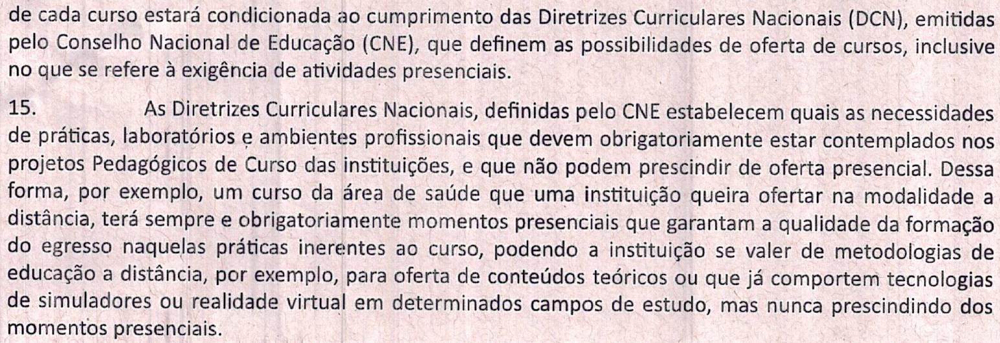 de cada curso estará condicionada ao cumprimento das Diretrizes Curriculares Nacionais (DCN), emitidas
pelo Conselho Nacional de Educação (CNE), que definem as possibilidades de oferta de cursos, inclusive
no que se refere à exigência de atividades presenciais.
15. As Diretrizes Curriculares Nacionais, definidas pelo CNE estabelecem quais as necessidades
de práticas, laboratórios e ambientes profissionais que devem obrigatoriamente estar contemplados nos
projetos Pedagógicos de Curso das instituições, e que não podem prescindir de oferta presencial. Dessa
forma, por exemplo, um curso da área de saúde que uma instituição queira ofertar na modalidade a
distância, terá sempre e obrigatoriamente momentos presenciais que garantam a qualidade da formação
do egresso naquelas práticas inerentes ao curso, podendo a instituição se valer de metodologias de
educação a distância, por exemplo, para oferta de conteúdos teóricos ou que já comportem tecnologias
de simuladores ou realidade virtual em determinados campos de estudo, mas nunca prescindindo dos
momentos presenciais.